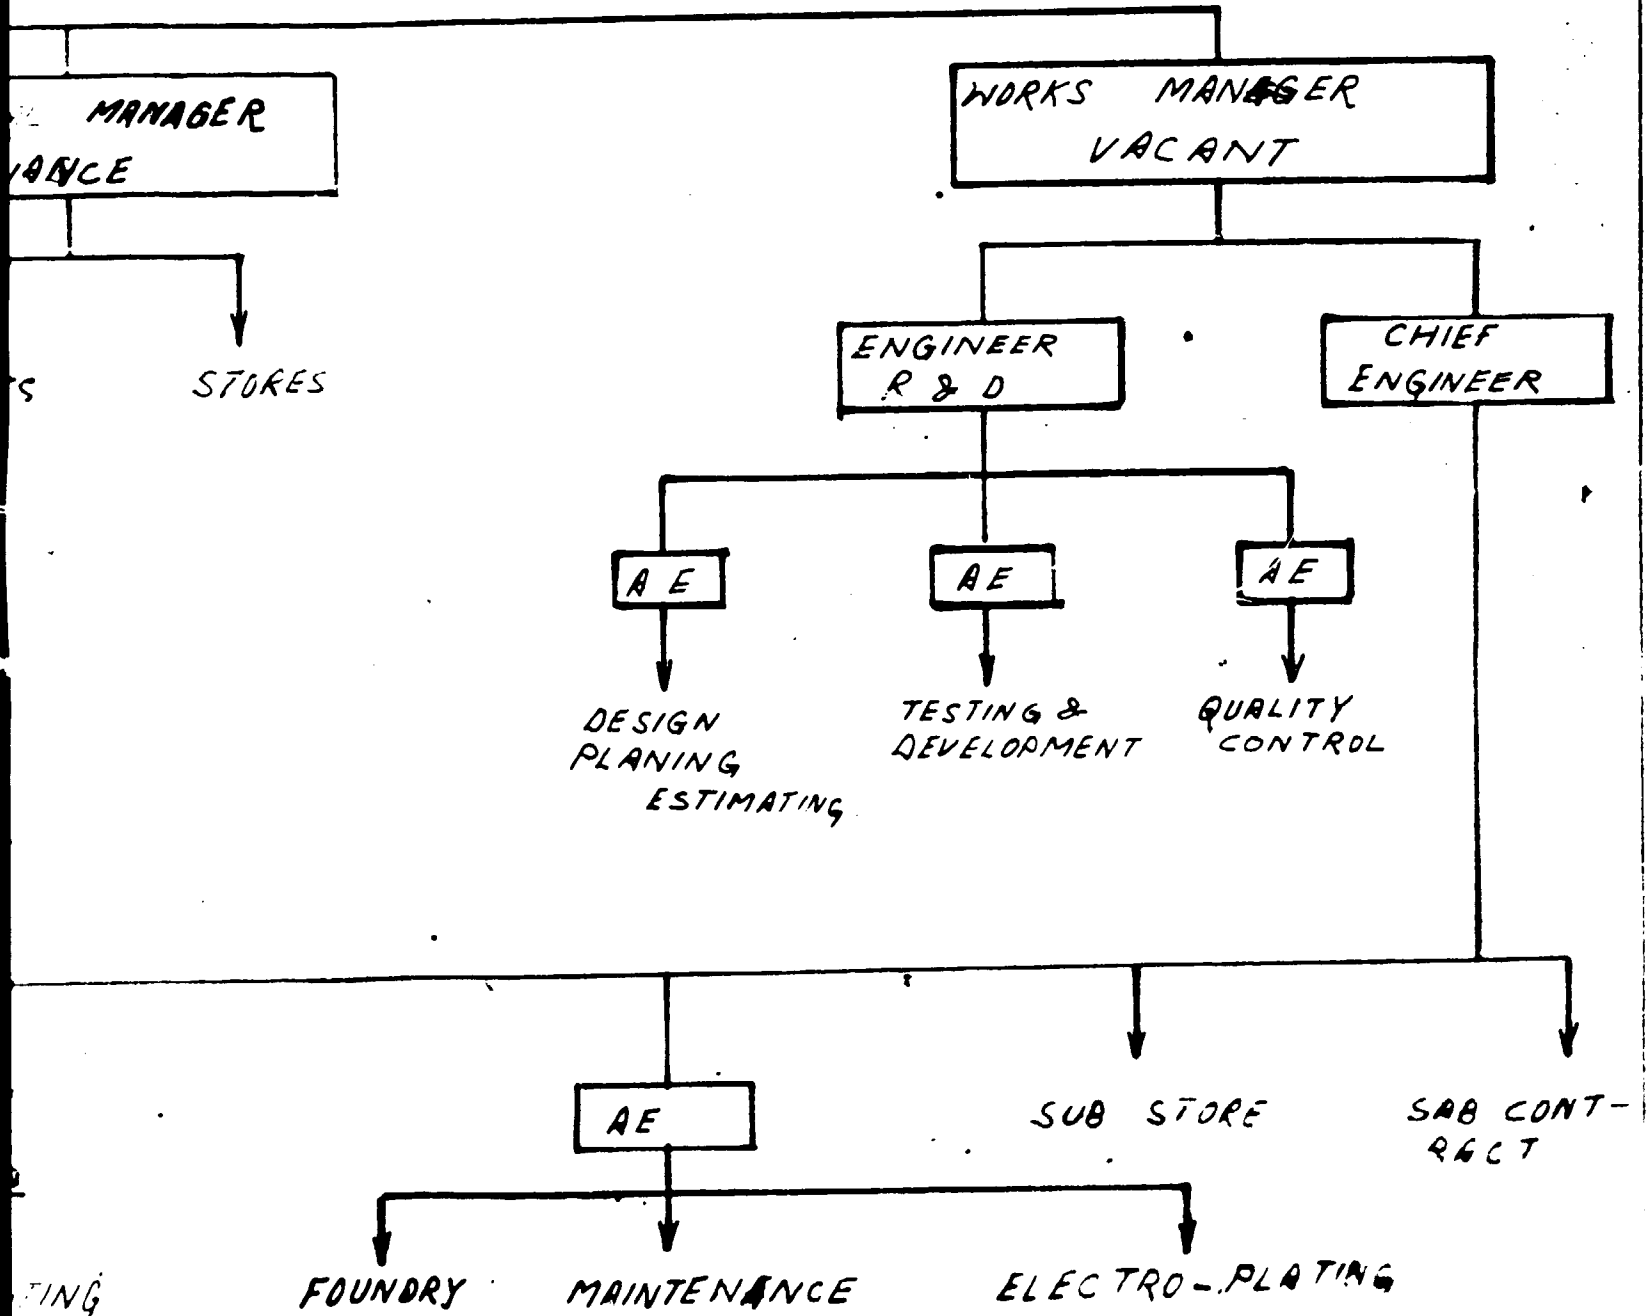 MANAGER
WORKS MANAGER
VACANT
STORES
ENGINEER
R & D
CHIEF
ENGINEER
AE
AE
AE
DESIGN
PLANING
ESTIMATING
TESTING &
DEVELOPMENT
QUALITY
CONTROL
AE
SUB STORE
SAB CONT-
RACT
FOUNDRY
MAINTENANCE
ELECTRO-PLATING